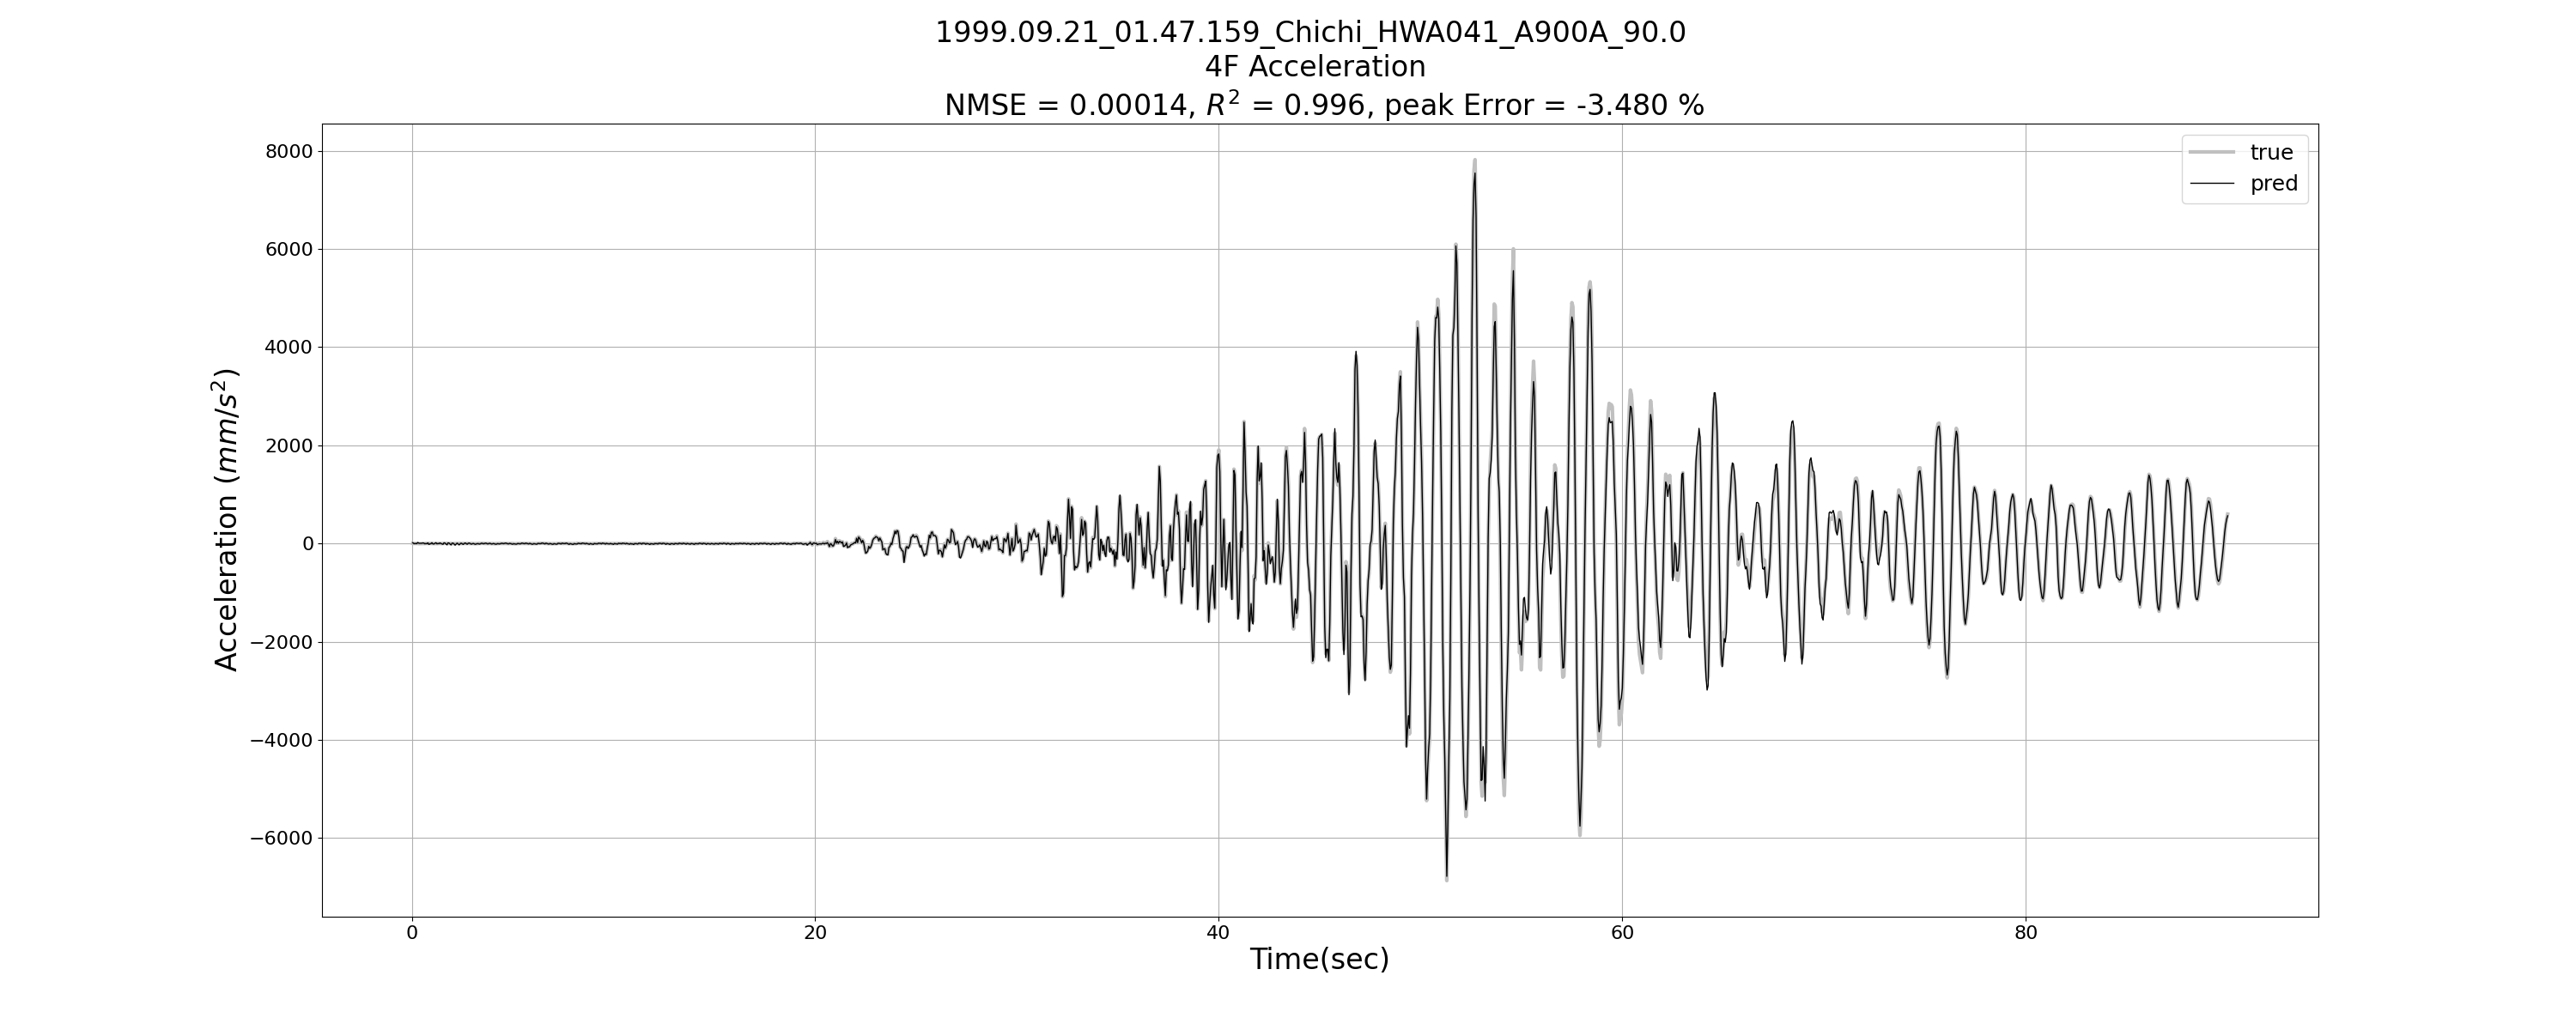 1999.09.21_01.47.159_Chichi_HWA041_A900A_90.0
4F Acceleration
NMSE = 0.00014, R² = 0.996, peak Error = -3.480 %
true
pred
8000
6000
4000
2000
0
−2000
−4000
−6000
Acceleration (mm/s²)
0 20 40 60 80
Time(sec)